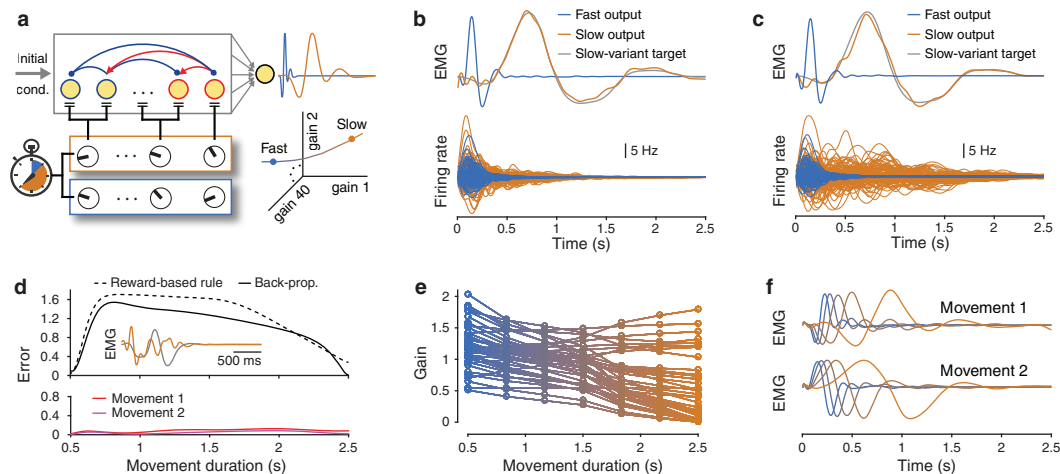 a
Initial
cond.
gain 2
Slow
Fast
gain 1
gain 40
b
Fast output
Slow output
Slow-variant target
EMG
5 Hz
Firing rate
0 0.5 1 1.5 2 2.5
Time (s)
c
Fast output
Slow output
Slow-variant target
EMG
5 Hz
Firing rate
0 0.5 1 1.5 2 2.5
Time (s)
d
Reward-based rule Back-prop.
1.6
1.2
0.8
0.4
0
EMG
500 ms
Error
0.8
0.4
0
Movement 1
Movement 2
0.5 1 1.5 2 2.5
Movement duration (s)
e
2
1.5
1
0.5
0
Gain
0.5 1 1.5 2 2.5
Movement duration (s)
f
EMG
Movement 1
EMG
Movement 2
0 0.5 1 1.5 2 2.5
Time (s)